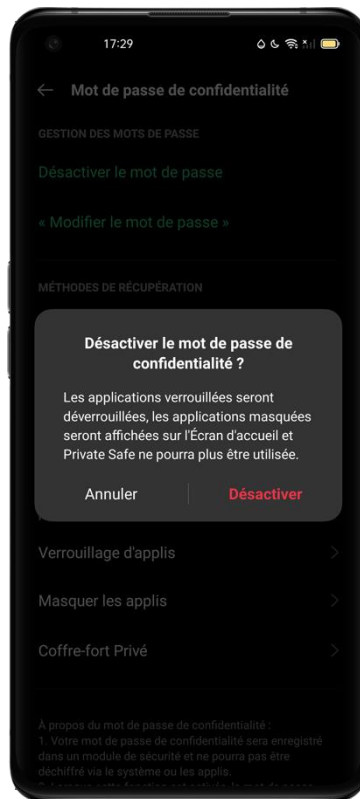 17:29
Mot de passe de confidentialité
GESTION DES MOTS DE PASSE
Désactiver le mot de passe
« Modifier le mot de passe »
MÉTHODES DE RÉCUPÉRATION
Désactiver le mot de passe de
confidentialité ?
Les applications verrouillées seront
déverrouillées, les applications masquées
seront affichées sur l'Écran d'accueil et
Private Safe ne pourra plus être utilisée.
Annuler
Désactiver
Verrouillage d'applis
Masquer les applis
Coffre-fort Privé
À propos du mot de passe de confidentialité :
1. Votre mot de passe de confidentialité sera enregistré
dans un module de sécurité et ne pourra pas être
déchiffré via le système ou les applis.